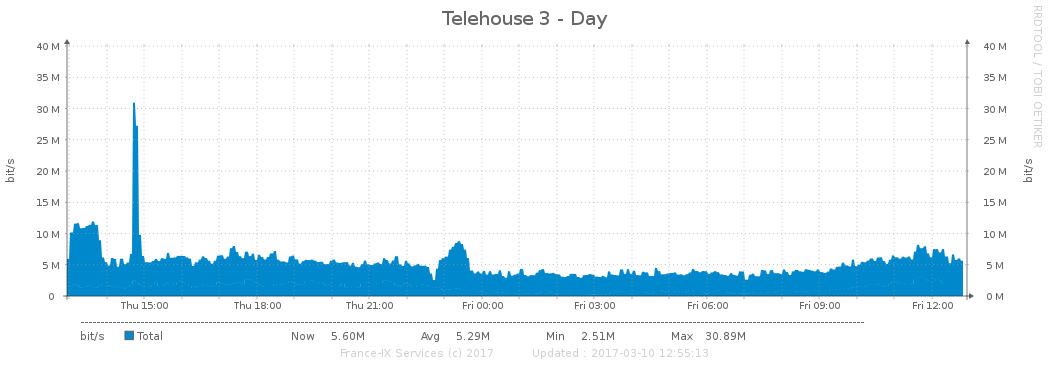 Telehouse 3 - Day
RRDTOOL / TOBI OETIKER
bit/s
40 M 40 M
35 M 35 M
30 M 30 M
25 M 25 M
20 M 20 M
15 M 15 M
10 M 10 M
5 M 5 M
0 0 M
bit/s
Thu 15:00 Thu 18:00 Thu 21:00 Fri 00:00 Fri 03:00 Fri 06:00 Fri 09:00 Fri 12:00
bit/s Total Now 5.60M Avg 5.29M Min 2.51M Max 30.89M
France-IX Services (c) 2017 Updated : 2017-03-10 12:55:13